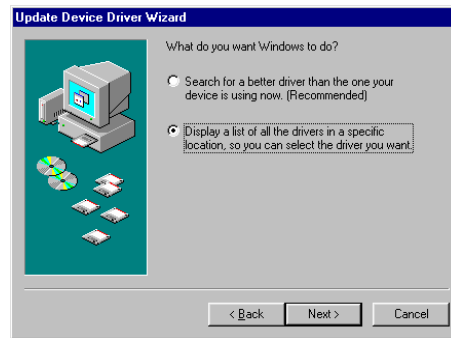 Update Device Driver Wizard
What do you want Windows to do?
Search for a better driver than the one your
device is using now. (Recommended)
Display a list of all the drivers in a specific
location, so you can select the driver you want.
< Back
Next >
Cancel